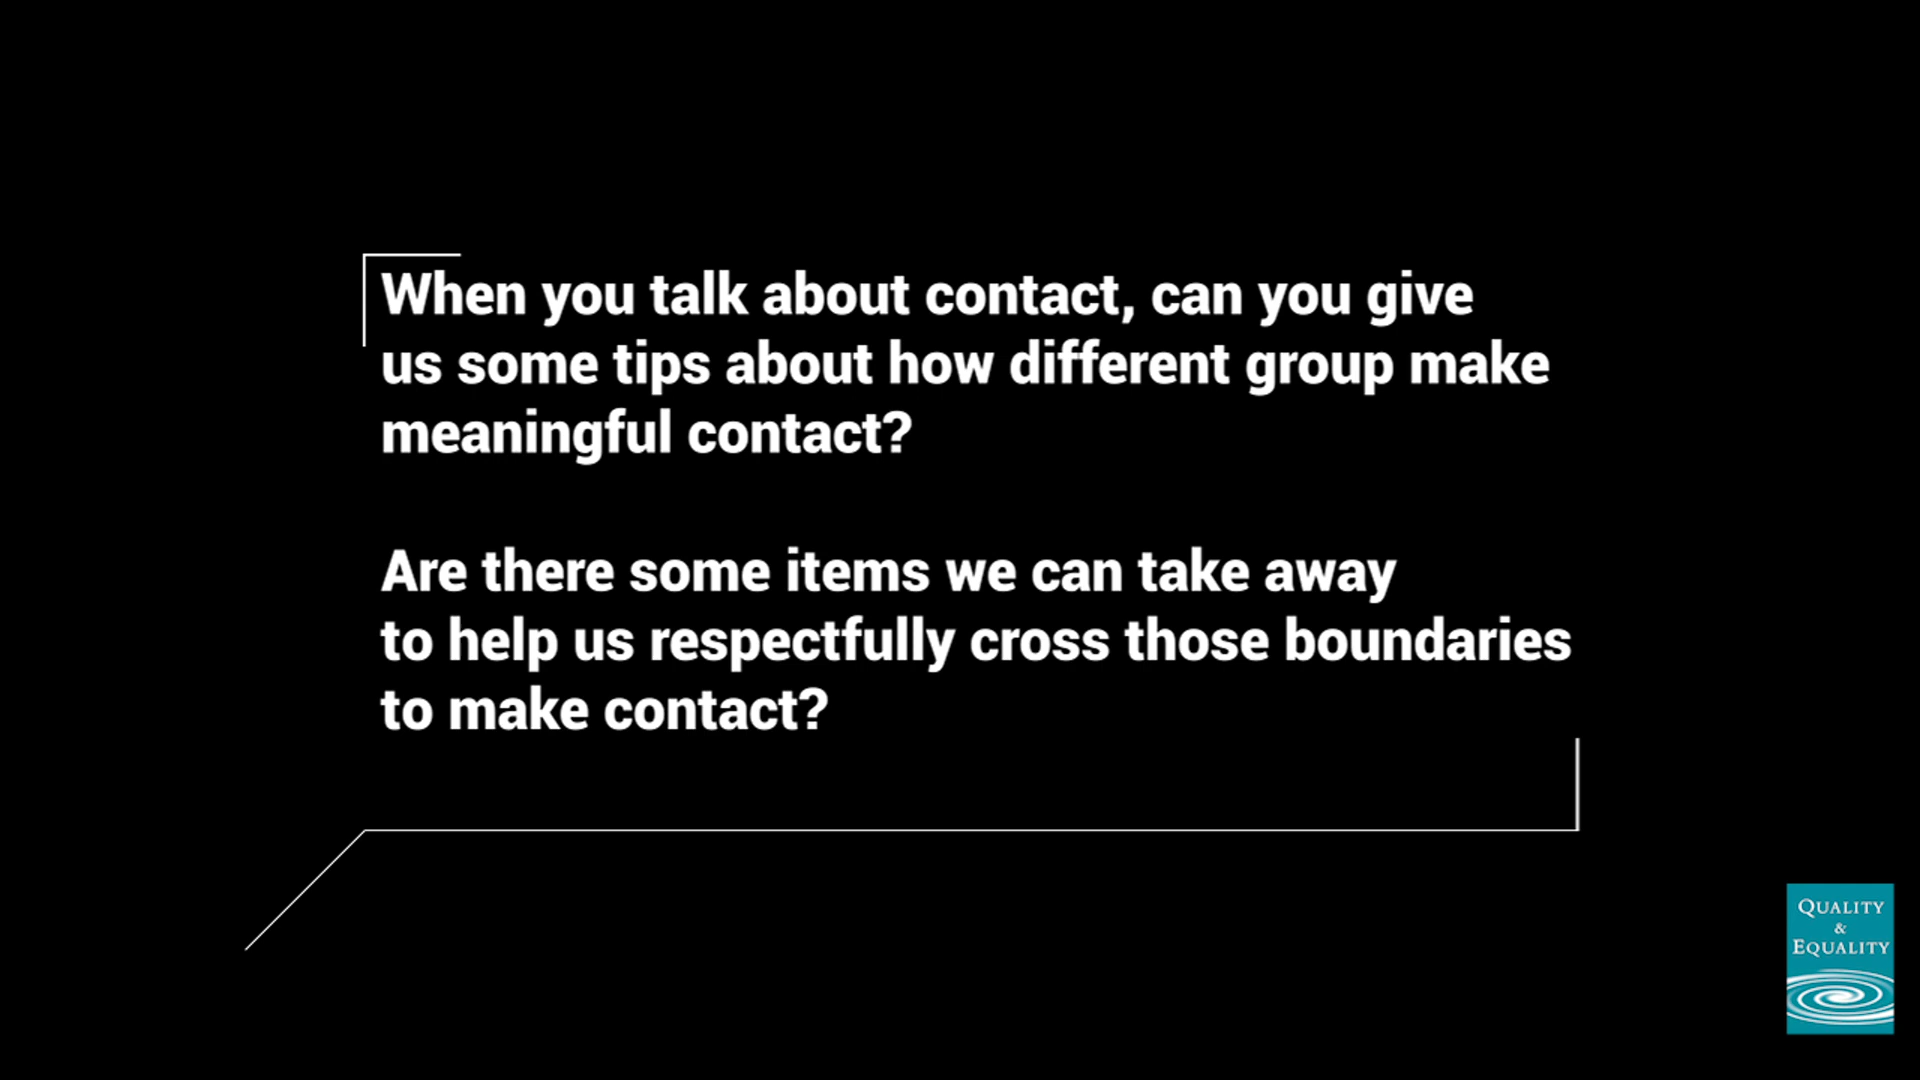 When you talk about contact, can you give
us some tips about how different group make
meaningful contact?
Are there some items we can take away
to help us respectfully cross those boundaries
to make contact?
QUALITY
&
EQUALITY